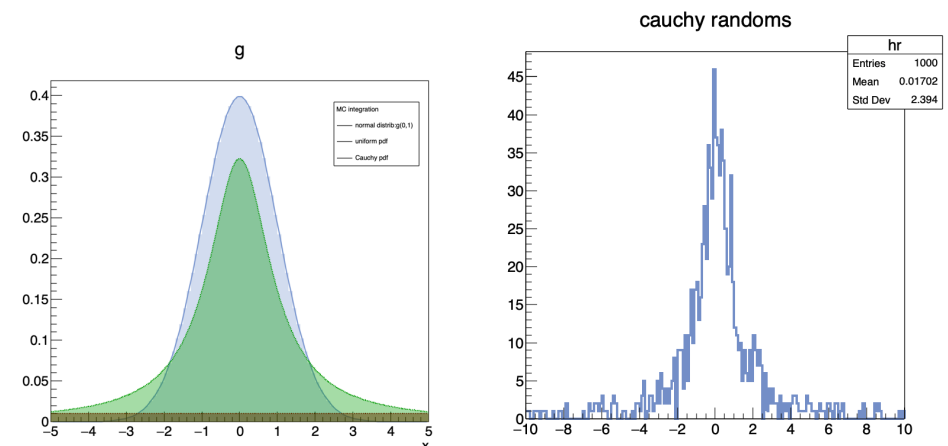 g
MC integration
normal distrib:g(0,1)
uniform pdf
Cauchy pdf
0.4
0.35
0.3
0.25
0.2
0.15
0.1
0.05
0
−5 −4 −3 −2 −1 0 1 2 3 4 5
cauchy randoms
hr
Entries 1000
Mean 0.01702
Std Dev 2.394
45
40
35
30
25
20
15
10
5
0
−10 −8 −6 −4 −2 0 2 4 6 8 10